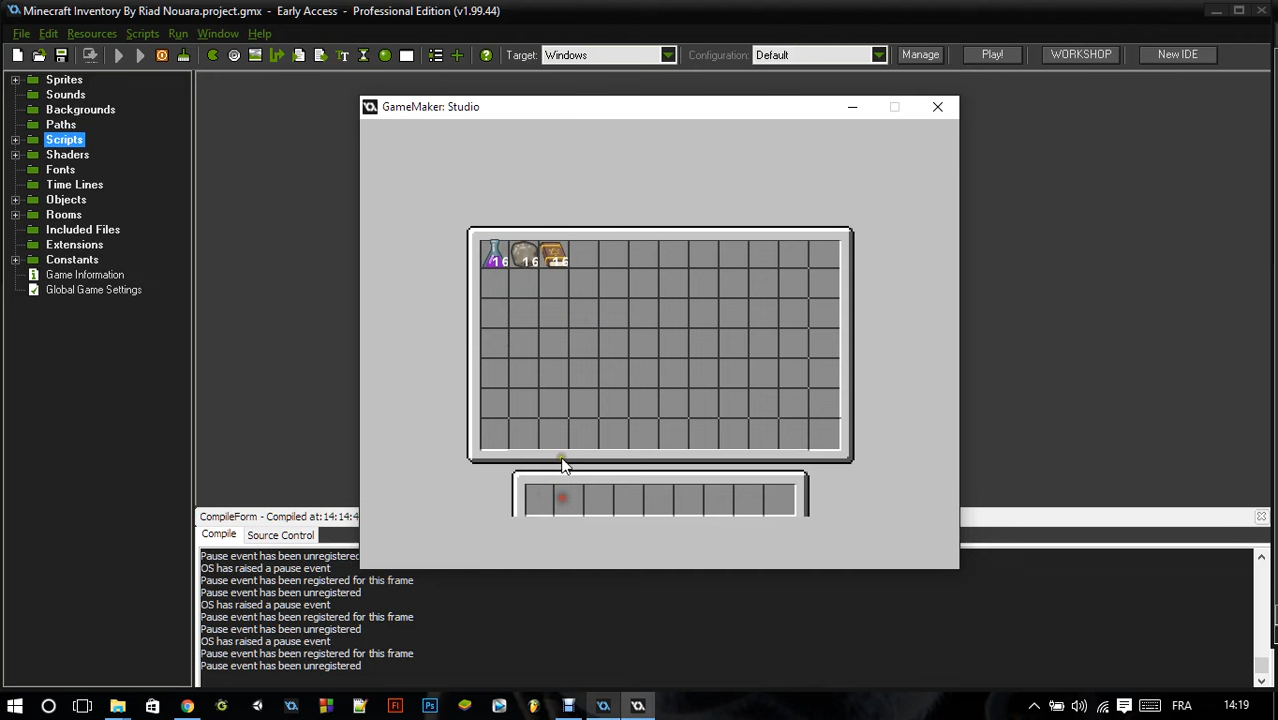 Minecraft Inventory By Riad Nouara.project.gmx - Early Access - Professional Edition (v1.99.44)
File Edit Resources Scripts Run Window Help
Target: Windows Configuration: Default Manage Play! WORKSHOP New IDE
Sprites
Sounds
Backgrounds
Paths
Scripts
Shaders
Fonts
Time Lines
Objects
Rooms
Included Files
Extensions
Constants
Game Information
Global Game Settings
GameMaker: Studio
16 16 16
CompileForm - Compiled at:14:14:4
Compile Source Control
Pause event has been unregistered
OS has raised a pause event
Pause event has been registered for this frame
Pause event has been unregistered
OS has raised a pause event
Pause event has been registered for this frame
Pause event has been unregistered
OS has raised a pause event
Pause event has been registered for this frame
Pause event has been unregistered
FRA 14:19